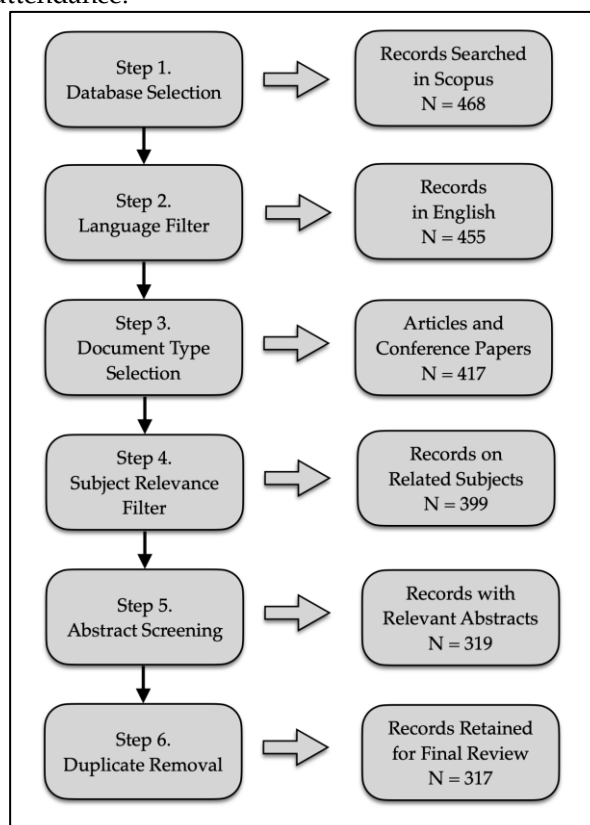 attendance.
Step 1.
Database Selection
Records Searched
in Scopus
N = 468
Step 2.
Language Filter
Records
in English
N = 455
Step 3.
Document Type
Selection
Articles and
Conference Papers
N = 417
Step 4.
Subject Relevance
Filter
Records on
Related Subjects
N = 399
Step 5.
Abstract Screening
Records with
Relevant Abstracts
N = 319
Step 6.
Duplicate Removal
Records Retained
for Final Review
N = 317